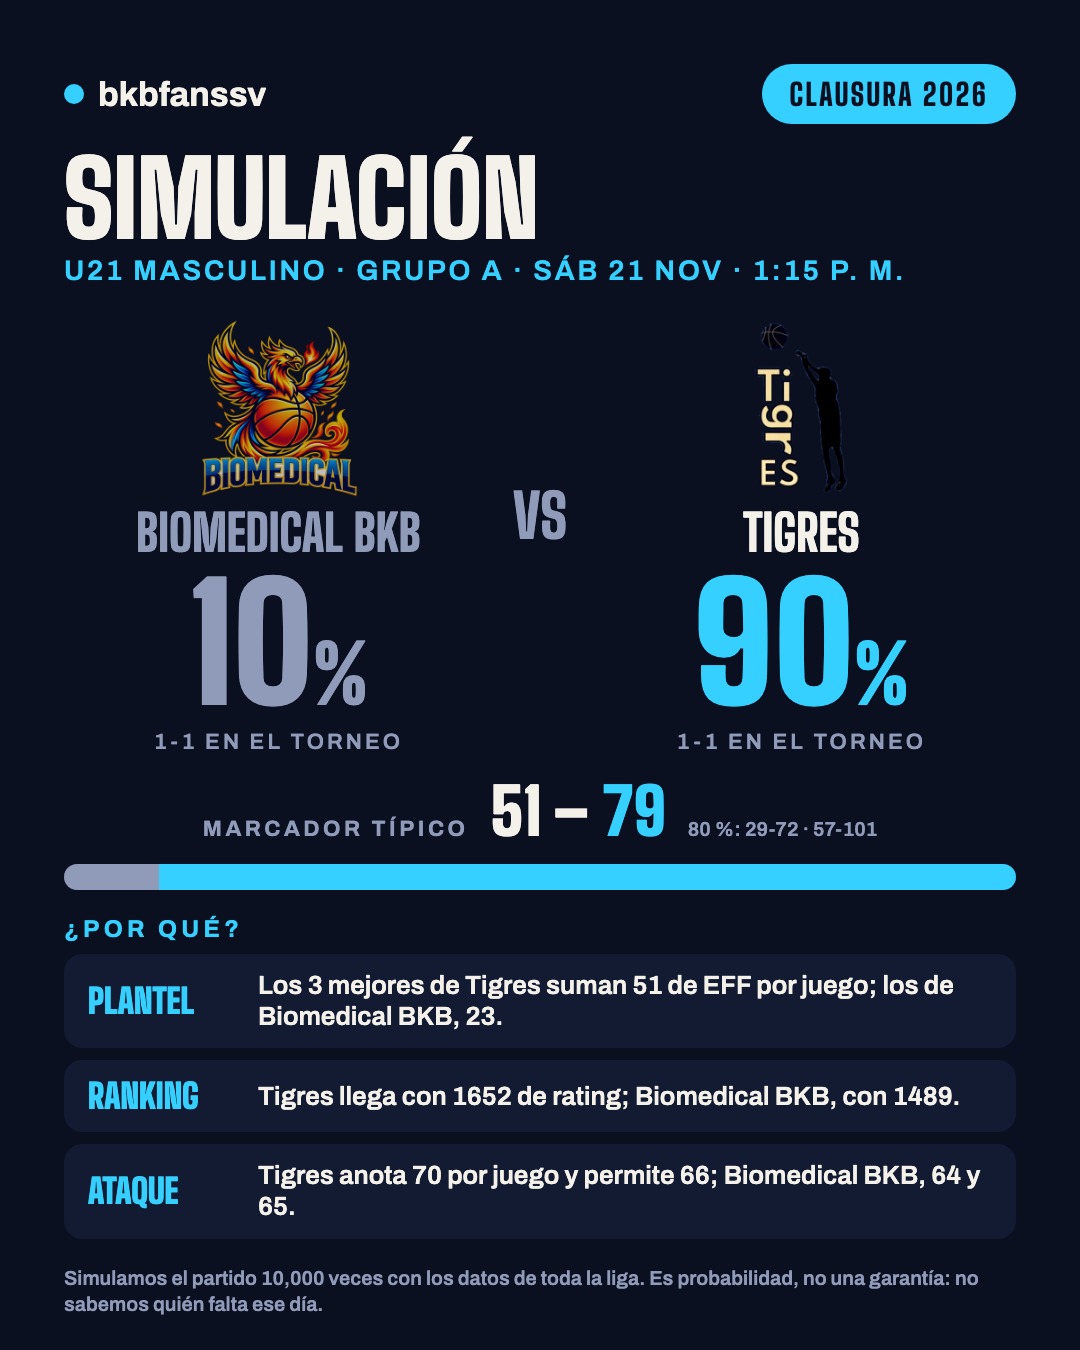 bkbfanssv
CLAUSURA 2026
SIMULACIÓN
U21 MASCULINO · GRUPO A · SÁB 21 NOV · 1:15 P. M.
BIOMEDICAL
TigrES
BIOMEDICAL BKB
VS
TIGRES
10%
90%
1-1 EN EL TORNEO
1-1 EN EL TORNEO
MARCADOR TÍPICO 51 – 79 80 %: 29-72 · 57-101
¿POR QUÉ?
PLANTEL
Los 3 mejores de Tigres suman 51 de EFF por juego; los de
Biomedical BKB, 23.
RANKING
Tigres llega con 1652 de rating; Biomedical BKB, con 1489.
ATAQUE
Tigres anota 70 por juego y permite 66; Biomedical BKB, 64 y
65.
Simulamos el partido 10,000 veces con los datos de toda la liga. Es probabilidad, no una garantía: no
sabemos quién falta ese día.